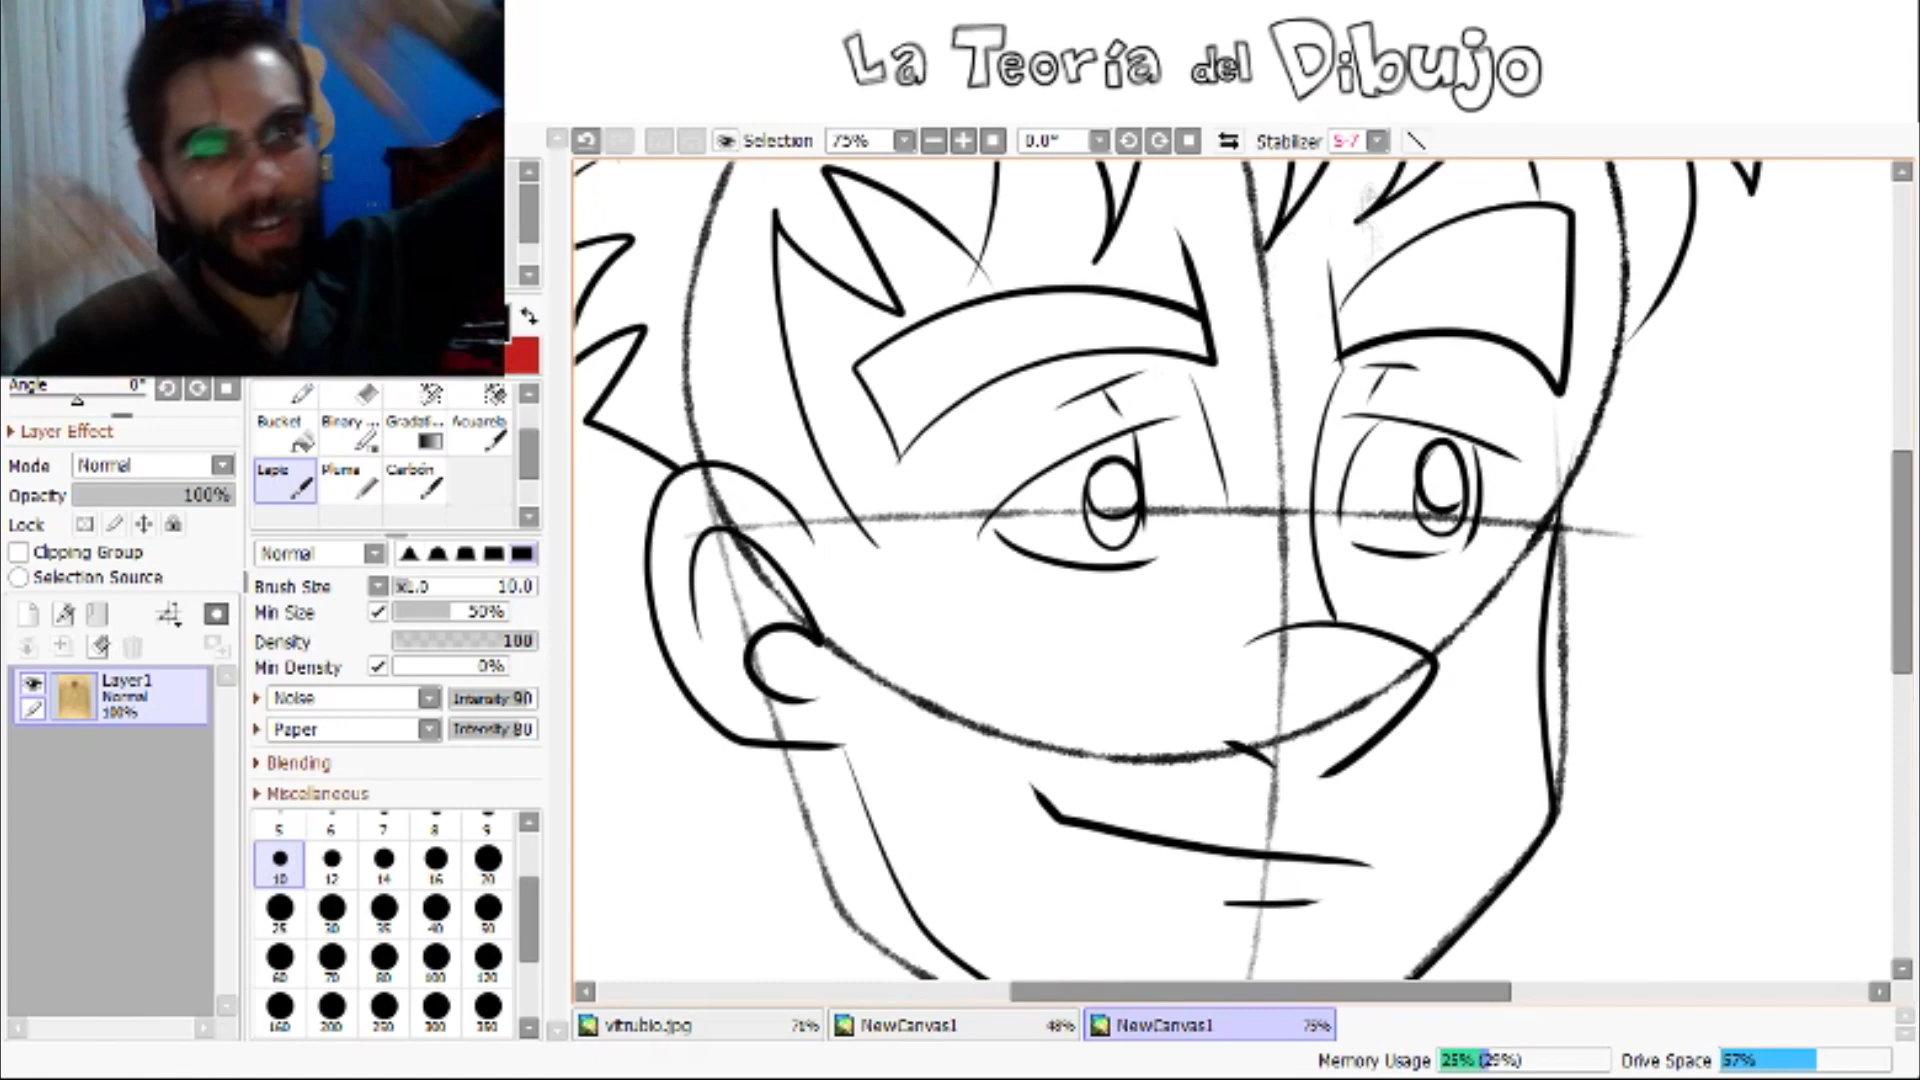 La Teoría del Dibujo
Selection 75% 0.0° Stabilizer S-7
Angle 0°
Layer Effect
Mode Normal
Opacity 100%
Lock
Clipping Group
Selection Source
Layer1
Normal
100%
Bucket Binary ... Gradati... Acuarela
Lapiz Pluma Carbón
Normal
Brush Size x1.0 10.0
Min Size 50%
Density 100
Min Density 0%
Noise Intensity 90
Paper Intensity 80
Blending
Miscellaneous
5 6 7 8 9
10 12 14 16 20
25 30 35 40 50
60 70 80 100 120
160 200 250 300 350
vitrubio.jpg 71% NewCanvas1 48% NewCanvas1 75%
Memory Usage 25% (29%) Drive Space 57%